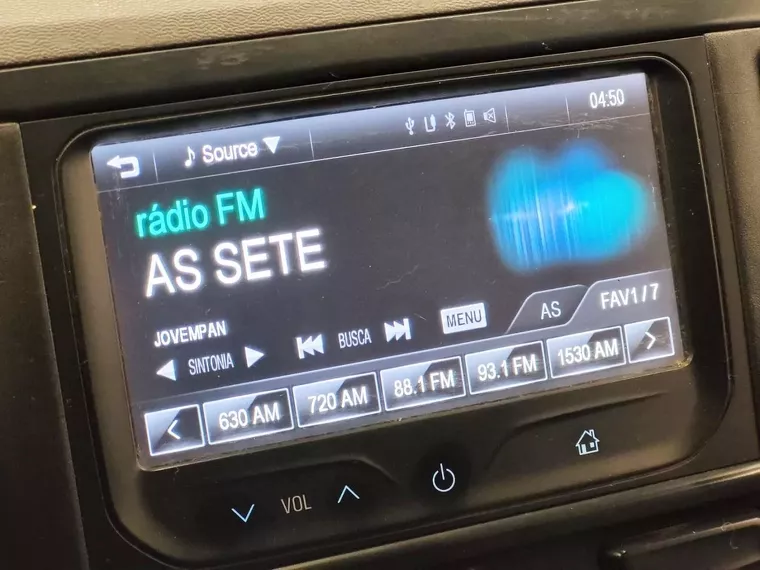 Source 04:50
rádio FM
AS SETE
JOVEMPAN
SINTONIA BUSCA MENU AS FAV1/7
630 AM 720 AM 88.1 FM 93.1 FM 1530 AM
VOL